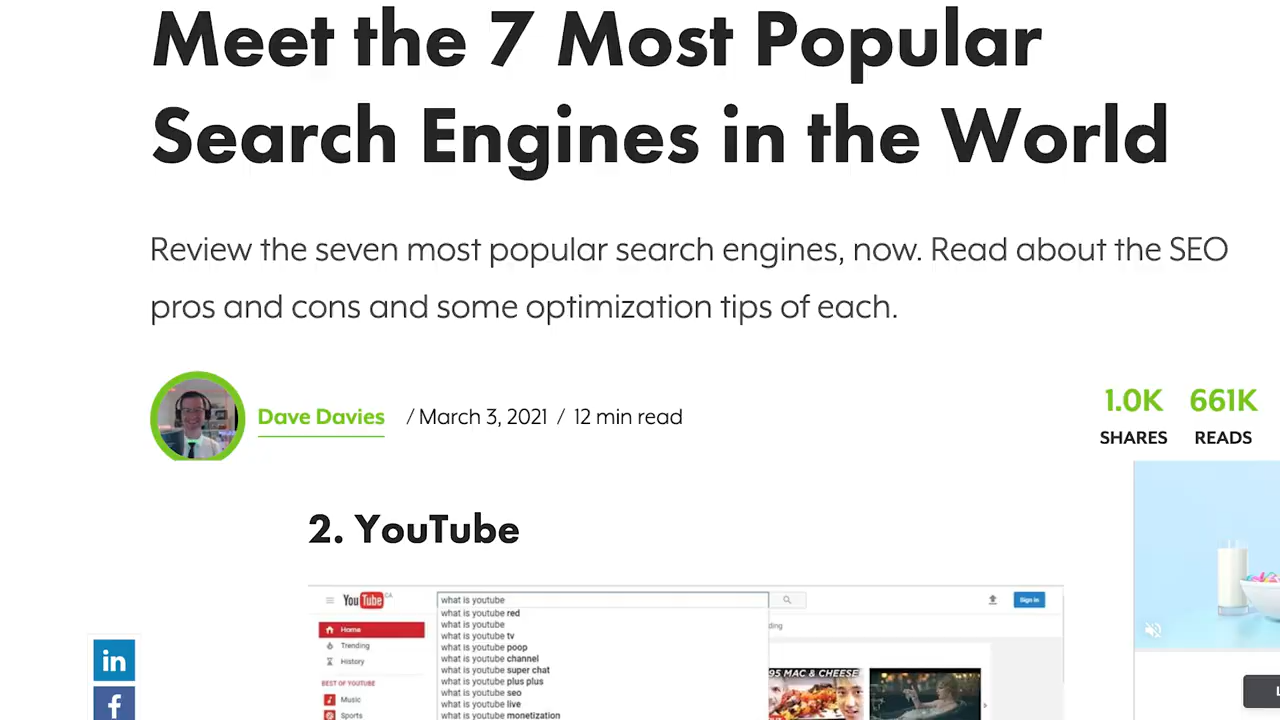 Meet the 7 Most Popular
Search Engines in the World
Review the seven most popular search engines, now. Read about the SEO
pros and cons and some optimization tips of each.
Dave Davies / March 3, 2021 / 12 min read
1.0K 661K
SHARES READS
2. YouTube
YouTube CA
what is youtube
Sign in
what is youtube red
what is youtube
ding
Home
what is youtube tv
Trending
what is youtube poop
History
what is youtube channel
what is youtube super chat
BEST OF YOUTUBE
what is youtube plus plus
95 MAC & CHEESE
Music
what is youtube seo
what is youtube live
Sports
what is youtube monetization
in
f